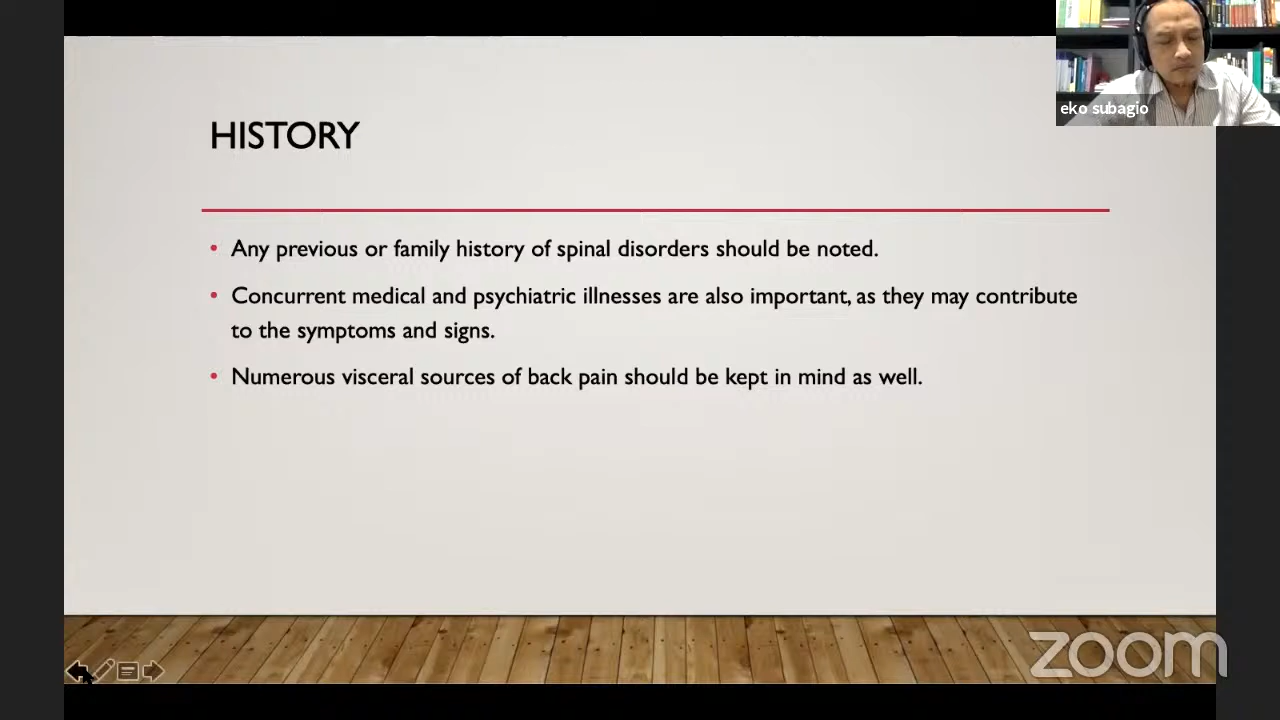 eko subagio
HISTORY
• Any previous or family history of spinal disorders should be noted.
• Concurrent medical and psychiatric illnesses are also important, as they may contribute
to the symptoms and signs.
• Numerous visceral sources of back pain should be kept in mind as well.
zoom